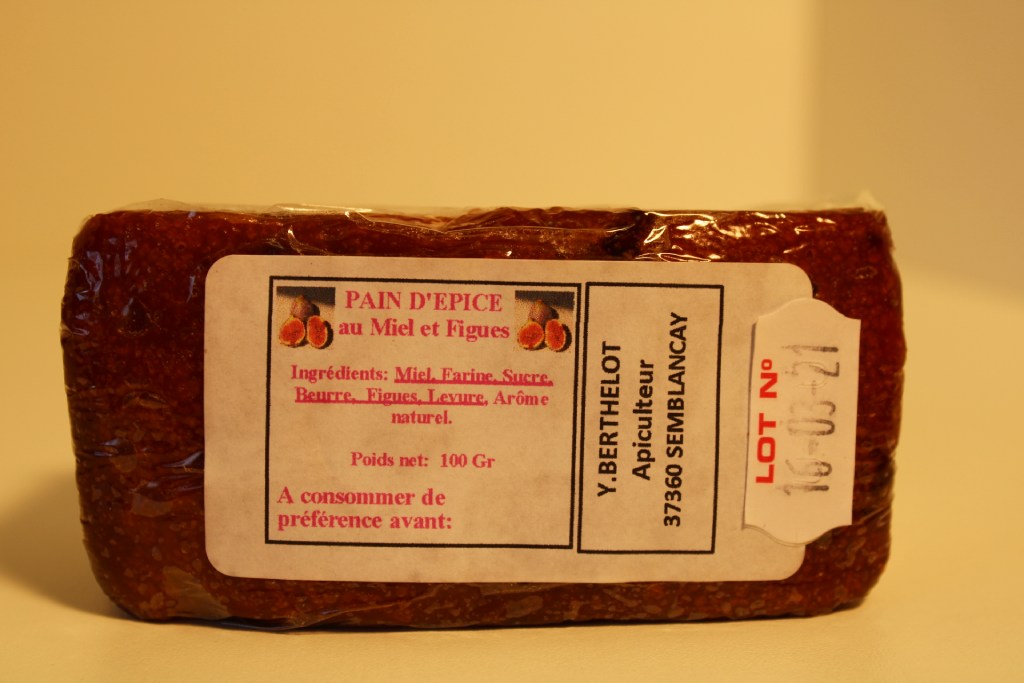 PAIN D'EPICE
au Miel et Figues
Ingrédients: Miel, Farine, Sucre,
Beurre, Figues, Levure, Arôme
naturel.
Poids net: 100 Gr
A consommer de
préférence avant:
Y.BERTHELOT
Apiculteur
37360 SEMBLANCAY
LOT Nº
16-03-21